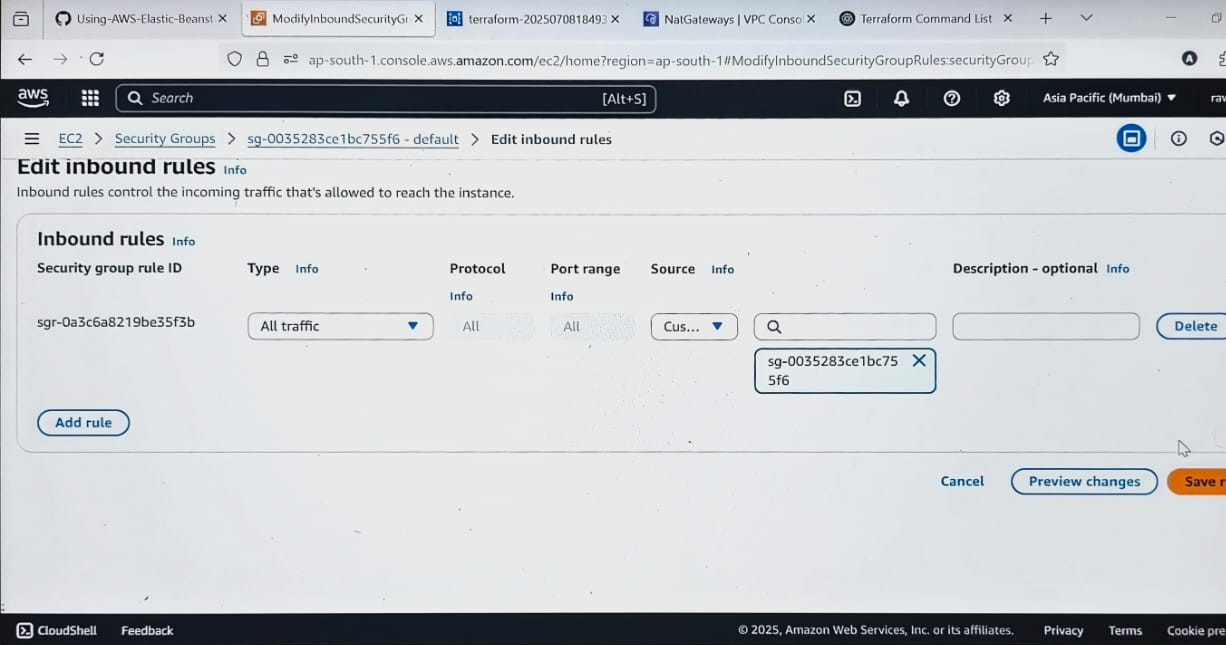 Using-AWS-Elastic-Beanst
ModifyInboundSecurityGr
terraform-2025070818493
NatGateways | VPC Conso
Terraform Command List
ap-south-1.console.aws.amazon.com/ec2/home?region=ap-south-1#ModifyInboundSecurityGroupRules:securityGroup
A
aws
Search
[Alt+S]
Asia Pacific (Mumbai)
rav
EC2 > Security Groups > sg-0035283ce1bc755f6 - default > Edit inbound rules
Edit inbound rules Info
Inbound rules control the incoming traffic that's allowed to reach the instance.
Inbound rules Info
Security group rule ID
Type Info
Protocol
Info
Port range
Info
Source Info
Description - optional Info
sgr-0a3c6a8219be35f3b
All traffic
All
All
Cus...
Delete
sg-0035283ce1bc75
5f6
Add rule
Cancel
Preview changes
Save r
CloudShell
Feedback
© 2025, Amazon Web Services, Inc. or its affiliates.
Privacy
Terms
Cookie pre